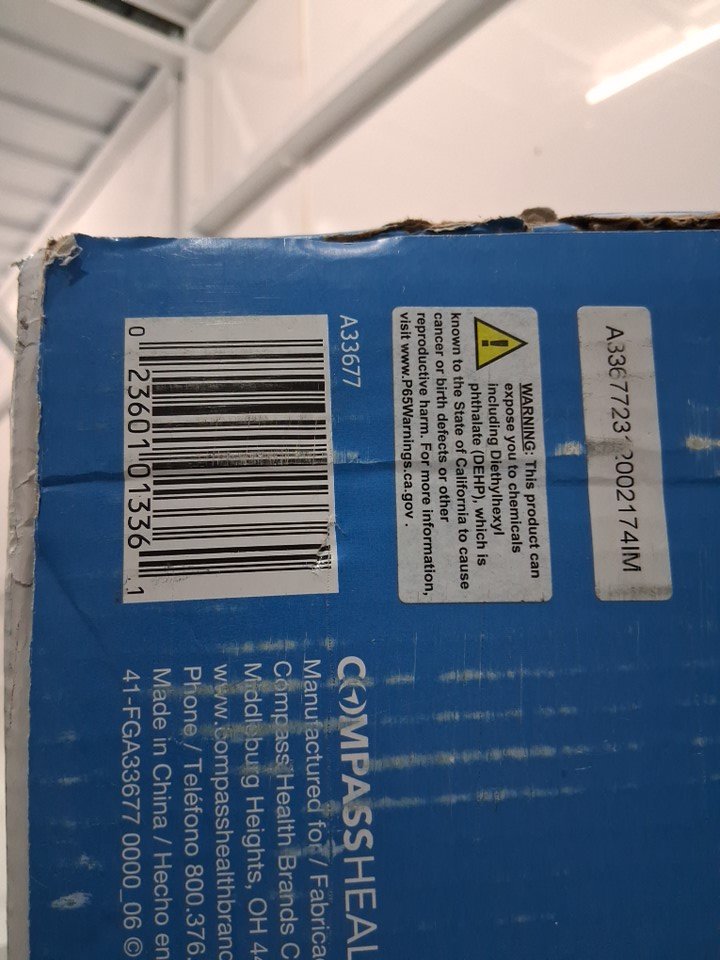 WARNING: This product can
expose you to chemicals
including Diethylhexyl
phthalate (DEHP), which is
known to the State of California to cause
cancer or birth defects or other
reproductive harm. For more information,
visit www.P65Warnings.ca.gov.
A33677
0 23601 01336 1
COMPASSHEAL
Manufactured for / Fabrica
Compass Health Brands C
Middleburg Heights, OH 44
www.compasshealthbrand
Phone / Teléfono 800.376.
Made in China / Hecho en
41-FGA33677 0000_06 ©